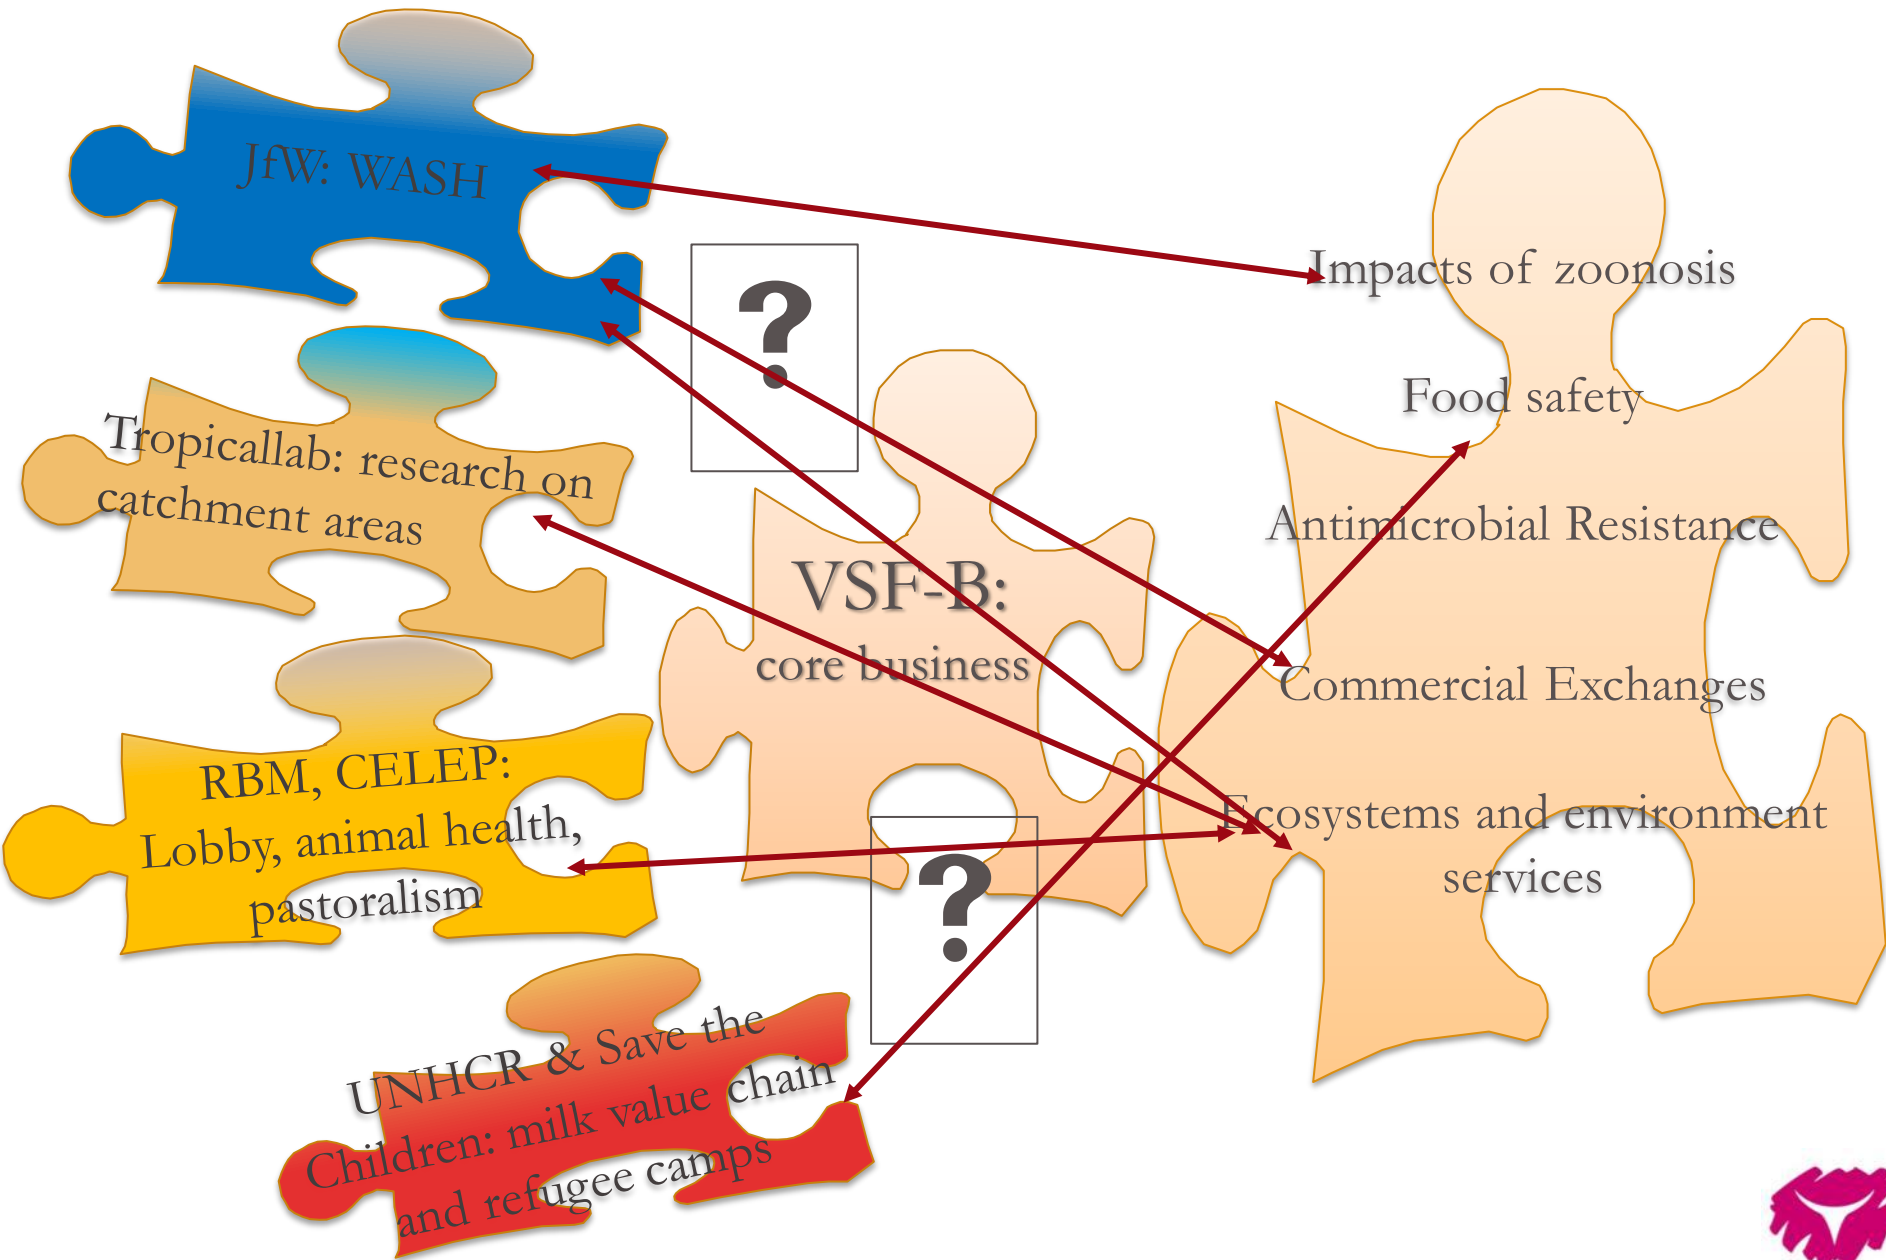 JfW: WASH
Tropicallab: research on
catchment areas
RBM, CELEP:
Lobby, animal health,
pastoralism
UNHCR & Save the
Children: milk value chain
and refugee camps
?
VSF-B:
core business
?
Impacts of zoonosis
Food safety
Antimicrobial Resistance
Commercial Exchanges
Ecosystems and environment
services